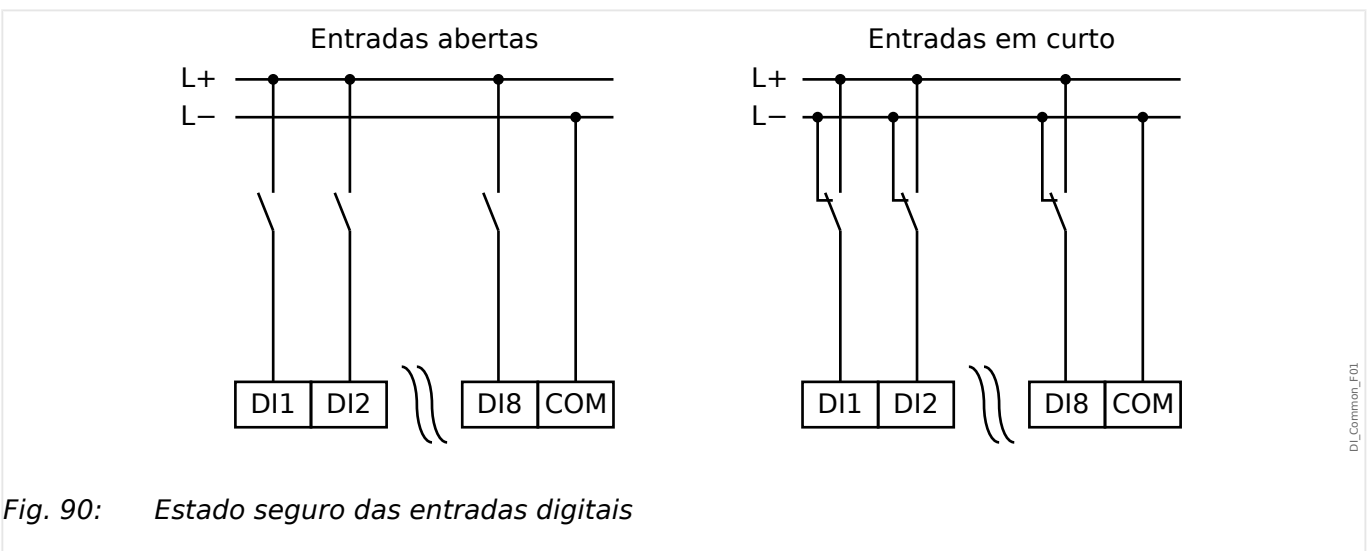 Entradas abertas
Entradas em curto
L+
L−
L+
L−
DI1 DI2 DI8 COM
DI1 DI2 DI8 COM
DI_Common_F01
Fig. 90: Estado seguro das entradas digitais